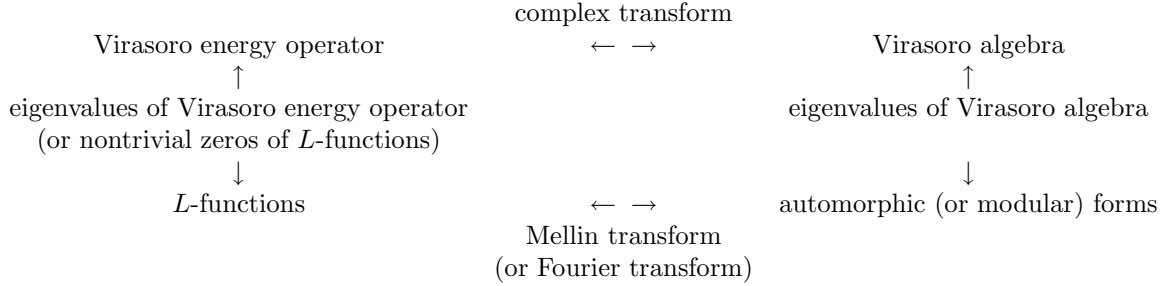 complex transform
Virasoro energy operator ← → Virasoro algebra
↑ ↑
eigenvalues of Virasoro energy operator eigenvalues of Virasoro algebra
(or nontrivial zeros of L-functions)
↓ ↓
L-functions ← → automorphic (or modular) forms
Mellin transform
(or Fourier transform)